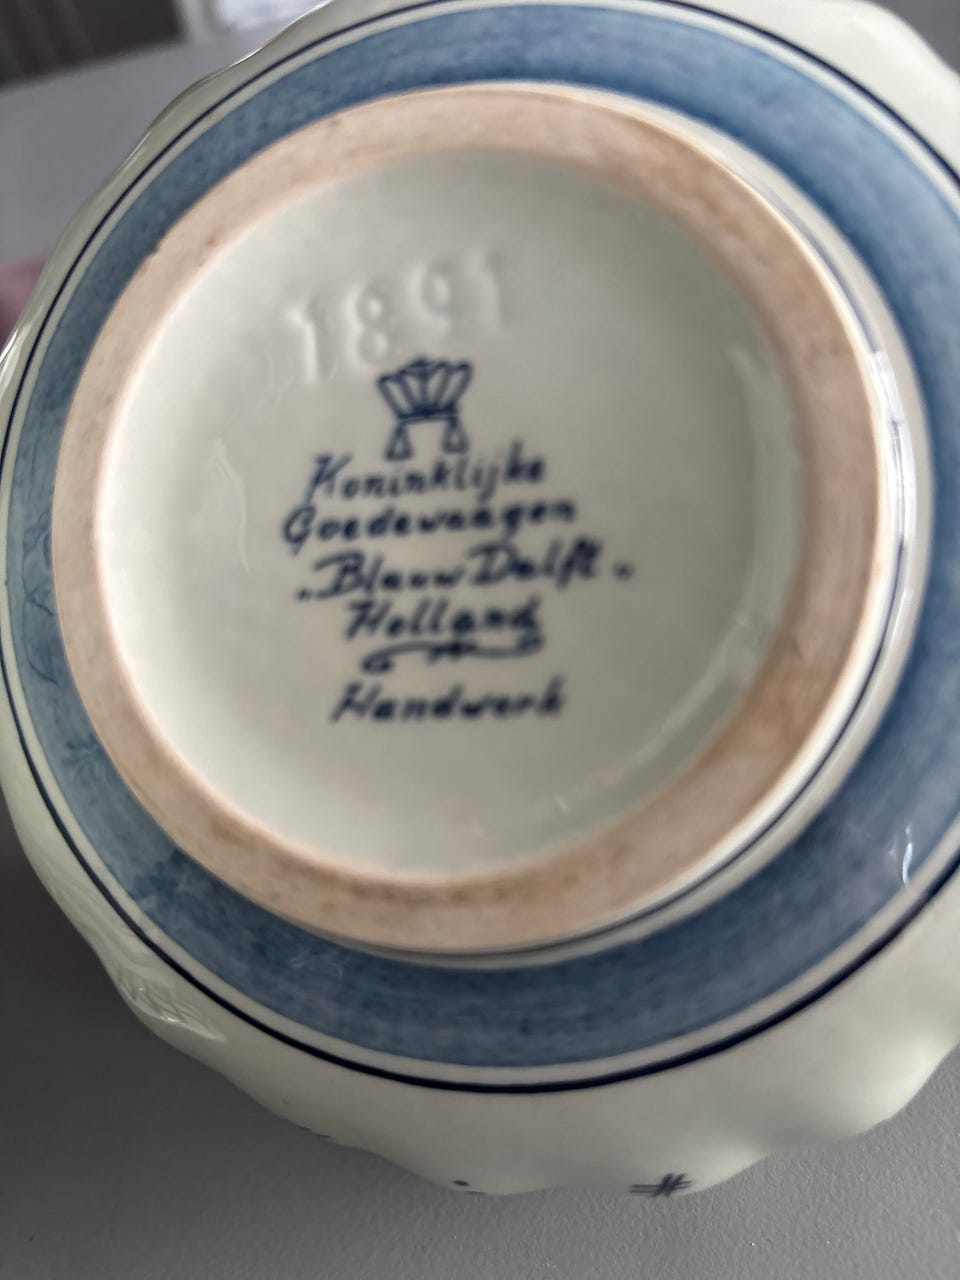 1891
Koninklijke
Goedewaagen
"Blauw Delft"
Holland
Handwerk